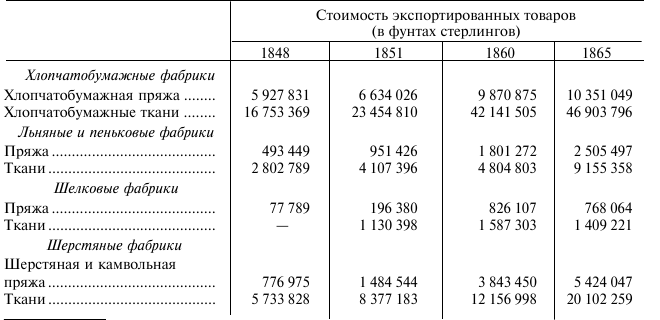 Стоимость экспортированных товаров
(в фунтах стерлингов)
1848 1851 1860 1865
Хлопчатобумажные фабрики
Хлопчатобумажная пряжа ........ 5 927 831 6 634 026 9 870 875 10 351 049
Хлопчатобумажные ткани ........ 16 753 369 23 454 810 42 141 505 46 903 796
Льняные и пеньковые фабрики
Пряжа ......................................... 493 449 951 426 1 801 272 2 505 497
Ткани .......................................... 2 802 789 4 107 396 4 804 803 9 155 358
Шелковые фабрики
Пряжа ......................................... 77 789 196 380 826 107 768 064
Ткани .......................................... — 1 130 398 1 587 303 1 409 221
Шерстяные фабрики
Шерстяная и камвольная
пряжа .......................................... 776 975 1 484 544 3 843 450 5 424 047
Ткани .......................................... 5 733 828 8 377 183 12 156 998 20 102 259